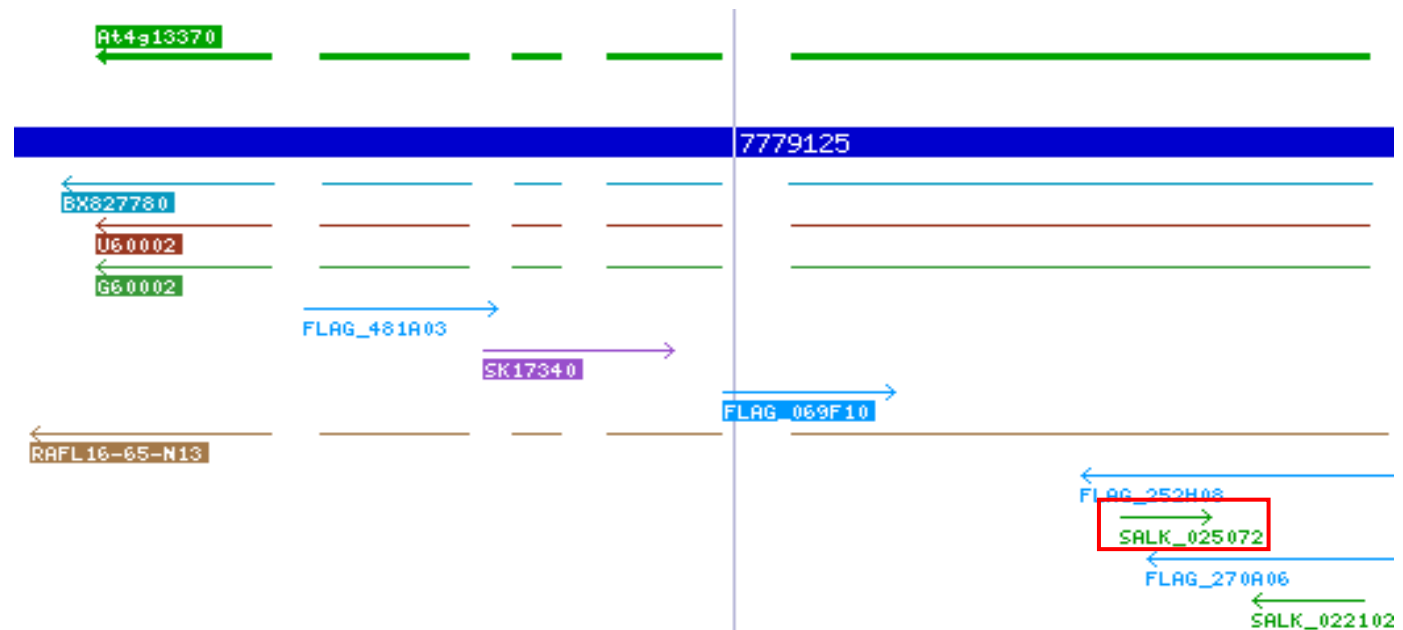 At4g13370
7779125
BX827780
U60002
G60002
FLAG_481A03
SK17340
FLAG_069F10
RAFL16-65-N13
FLAG_252H08
SALK_025072
FLAG_270A06
SALK_022102